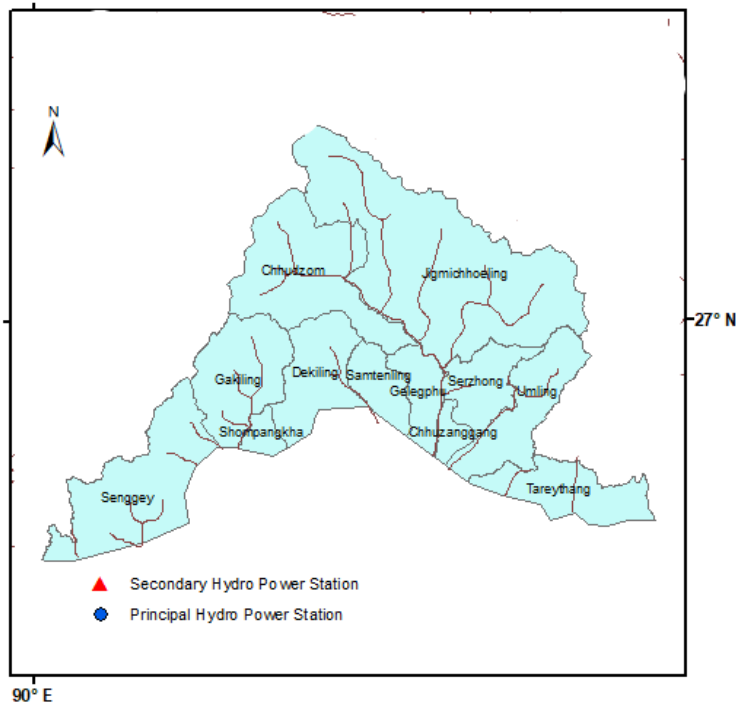 N
Chhudzom
Jigmichhoeling
27° N
Gakiling
Dekiling
Samtenling
Gelegphu
Serzhong
Umling
Shompangkha
Chhuzanggang
Senggey
Tareythang
Secondary Hydro Power Station
Principal Hydro Power Station
90° E